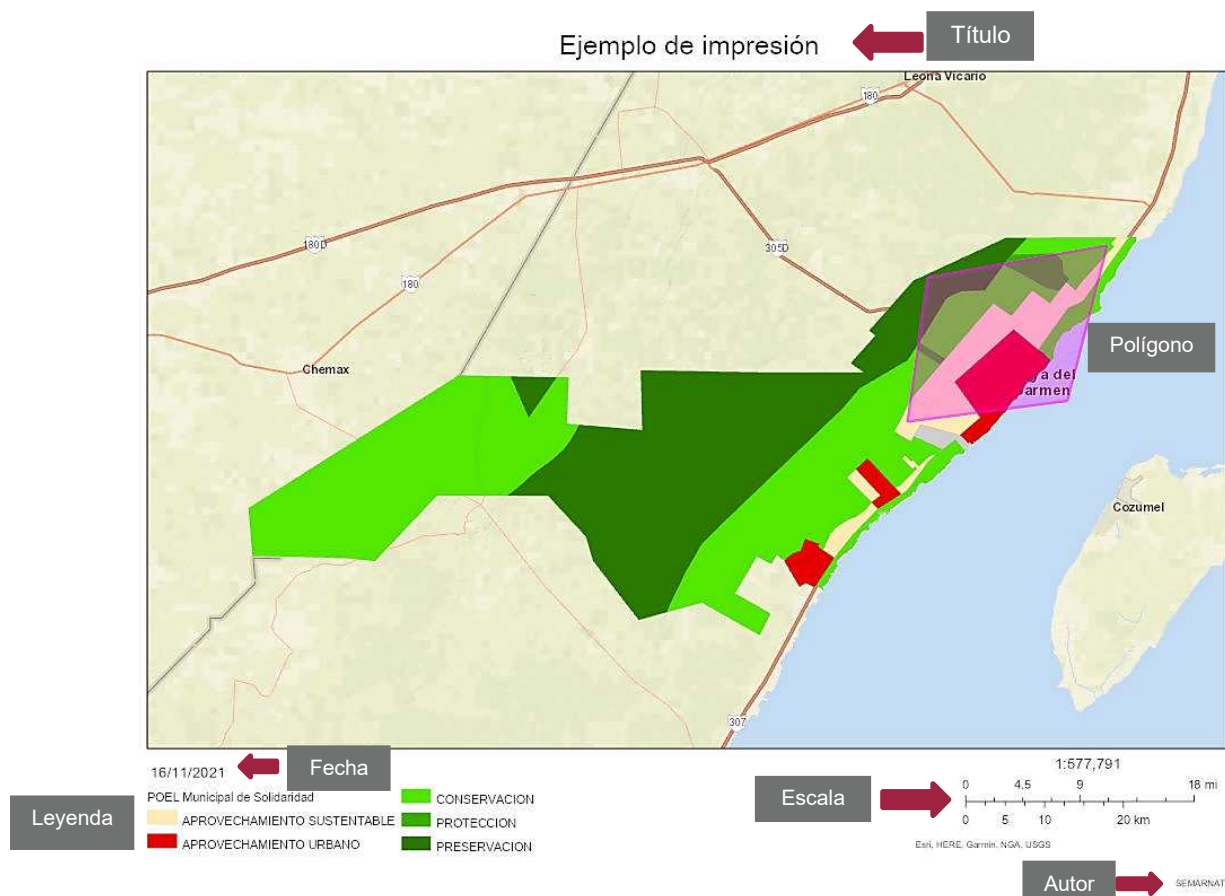 Ejemplo de impresión
Título
Leona Vicario
180
180D
305D
180
Chemax
Polígono
ya del
armen
Cozumel
307
16/11/2021
Fecha
1:577,791
POEL Municipal de Solidaridad
Leyenda
APROVECHAMIENTO SUSTENTABLE
APROVECHAMIENTO URBANO
CONSERVACION
PROTECCION
PRESERVACION
Escala
0 4.5 9 18 mi
0 5 10 20 km
Esri, HERE, Garmin, NGA, USGS
Autor
SEMARNAT